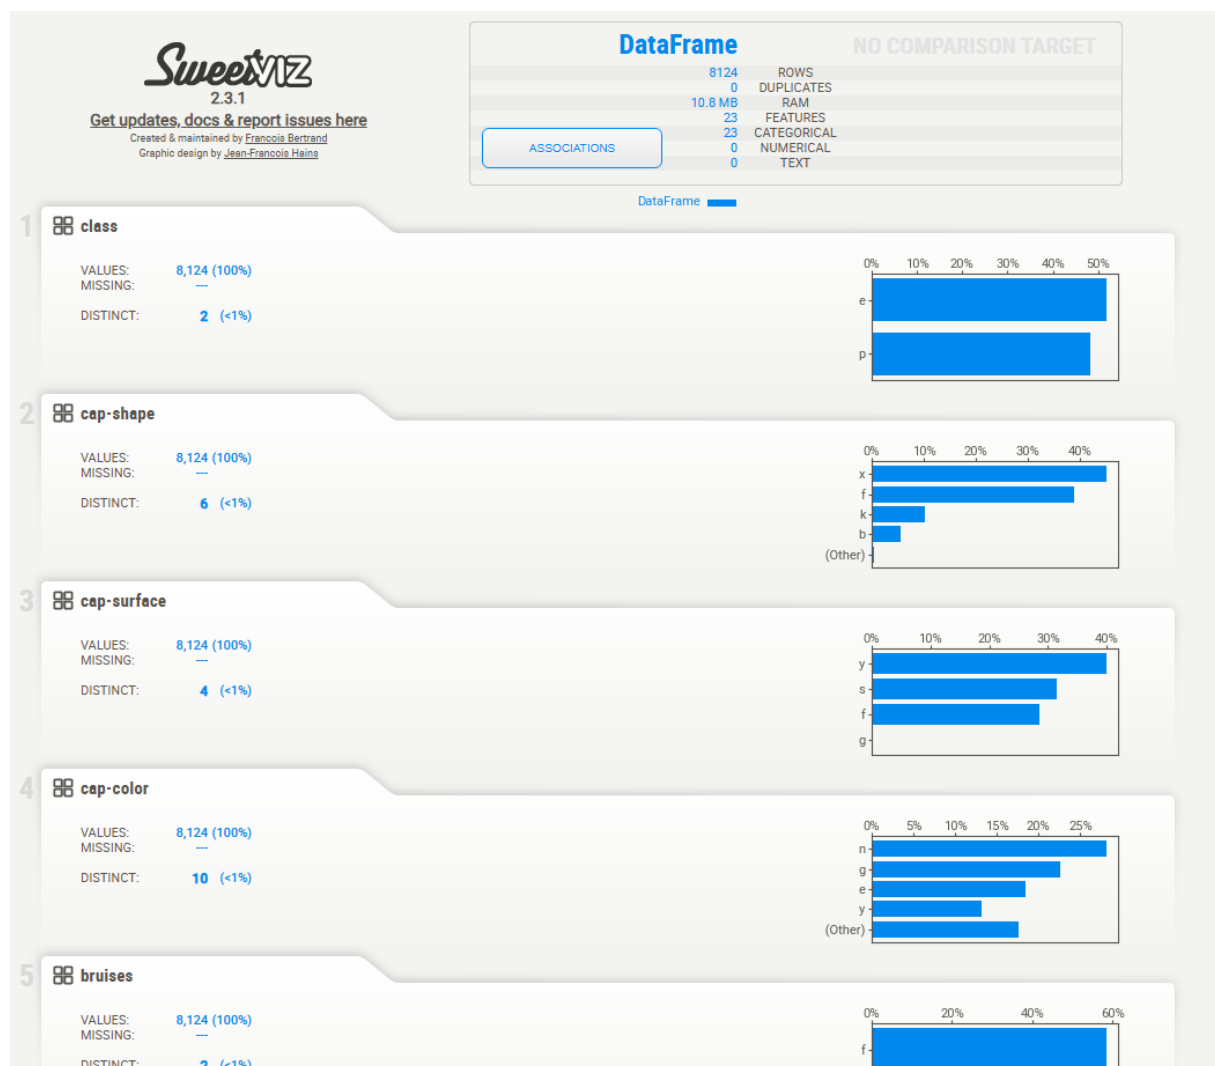 SweetVIZ
2.3.1
Get updates, docs & report issues here
Created & maintained by Francois Bertrand
Graphic design by Jean-Francois Hains
DataFrame NO COMPARISON TARGET
8124 ROWS
0 DUPLICATES
10.8 MB RAM
23 FEATURES
23 CATEGORICAL
0 NUMERICAL
0 TEXT
ASSOCIATIONS
DataFrame
1 class
VALUES: 8,124 (100%)
MISSING: ---
DISTINCT: 2 (<1%)
0% 10% 20% 30% 40% 50%
e
p
2 cap-shape
VALUES: 8,124 (100%)
MISSING: ---
DISTINCT: 6 (<1%)
0% 10% 20% 30% 40%
x
f
k
b
(Other)
3 cap-surface
VALUES: 8,124 (100%)
MISSING: ---
DISTINCT: 4 (<1%)
0% 10% 20% 30% 40%
y
s
f
g
4 cap-color
VALUES: 8,124 (100%)
MISSING: ---
DISTINCT: 10 (<1%)
0% 5% 10% 15% 20% 25%
n
g
e
y
(Other)
5 bruises
VALUES: 8,124 (100%)
MISSING: ---
DISTINCT: 2 (<1%)
0% 20% 40% 60%
f